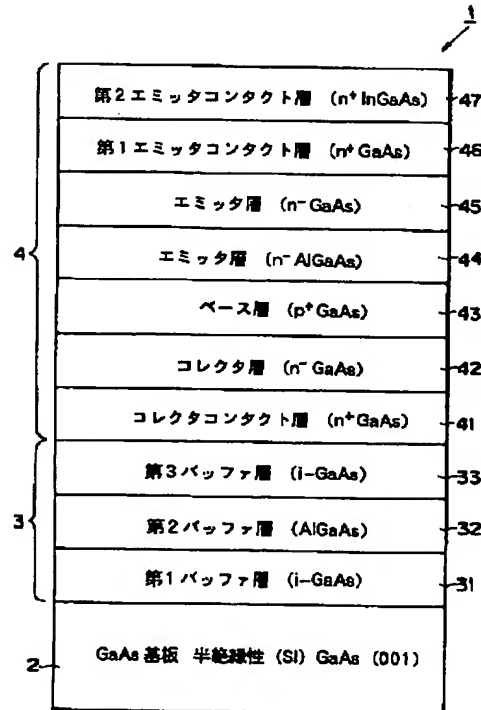 1
第2エミッタコンタクト層 (n⁺InGaAs) 47
第1エミッタコンタクト層 (n⁺GaAs) 46
エミッタ層 (n⁻GaAs) 45
4
エミッタ層 (n⁻AlGaAs) 44
ベース層 (p⁺GaAs) 43
コレクタ層 (n⁻GaAs) 42
コレクタコンタクト層 (n⁺GaAs) 41
第3バッファ層 (i-GaAs) 33
3
第2バッファ層 (AlGaAs) 32
第1バッファ層 (i-GaAs) 31
2
GaAs基板 半絶縁性 (SI) GaAs (001)